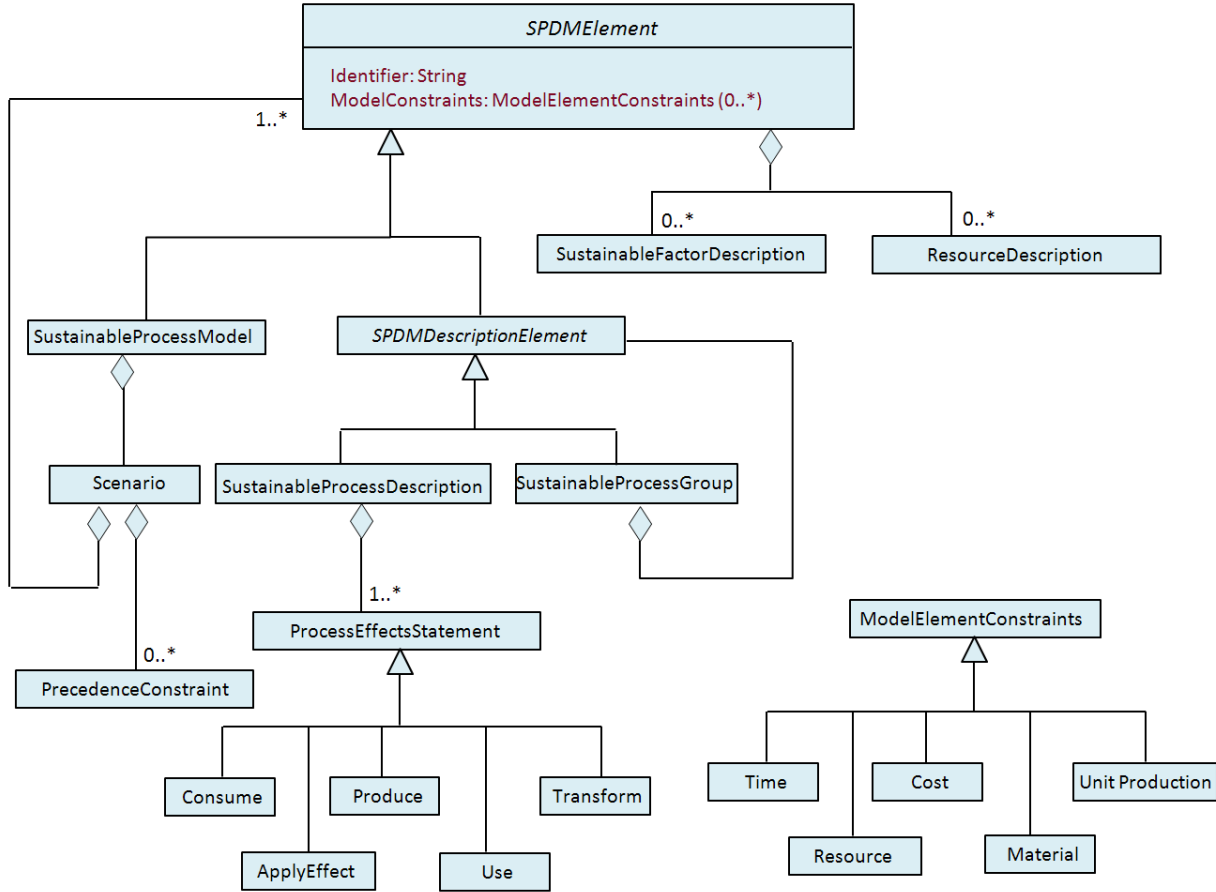 SPDMElement
Identifier: String
ModelConstraints: ModelElementConstraints (0..*)
1..*
0..*
0..*
SustainableFactorDescription
ResourceDescription
SustainableProcessModel
SPDMDescriptionElement
Scenario
SustainableProcessDescription
SustainableProcessGroup
1..*
ProcessEffectsStatement
ModelElementConstraints
0..*
PrecedenceConstraint
Consume
Produce
Transform
Time
Cost
Unit Production
ApplyEffect
Use
Resource
Material